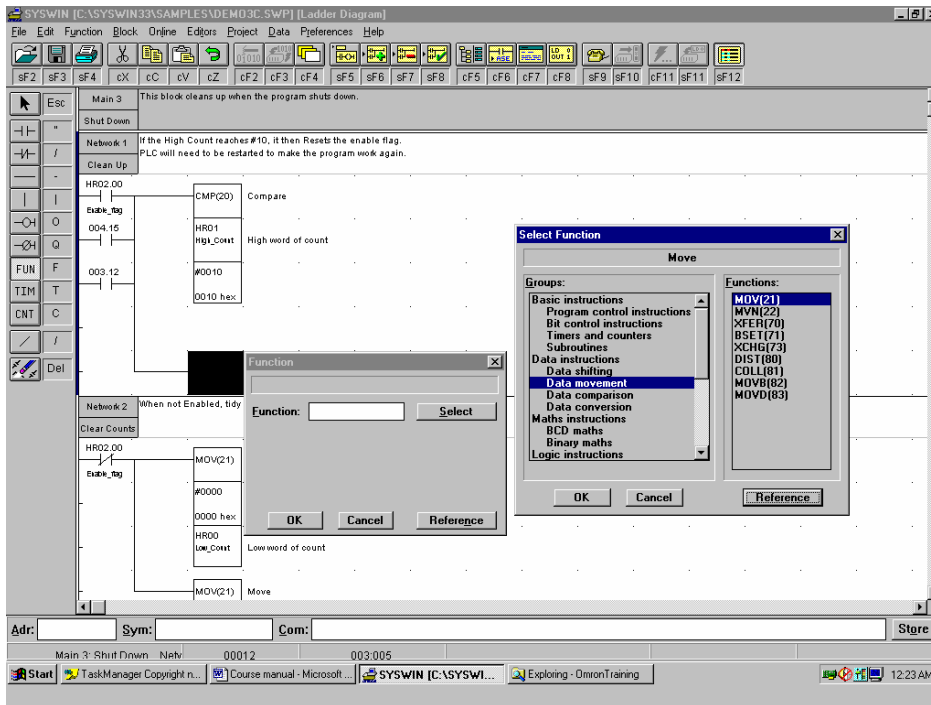 SYSWIN [C:\SYSWIN33\SAMPLES\DEMO3C.SWP] [Ladder Diagram]
File Edit Function Block Online Editors Project Data Preferences Help
sF2 sF3 sF4 cX cC cV cZ cF2 cF3 cF4 sF5 sF6 sF7 sF8 cF5 cF6 cF7 cF8 sF9 sF10 cF11 sF11 sF12
Esc
"
/
-
|
O
Q
FUN F
TIM T
CNT C
/
Del
Main 3 This block cleans up when the program shuts down.
Shut Down
Network 1 If the High Count reaches #10, it then Resets the enable flag.
PLC will need to be restarted to make the program work again.
Clean Up
HR02.00
Enable_flag
CMP(20) Compare
004.15
HR01
High_Count High word of count
003.12
#0010
0010 hex
Network 2 When not Enabled, tidy
Clear Counts
HR02.00
Enable_flag
MOV(21)
#0000
0000 hex
HR00
Low_Count Low word of count
MOV(21) Move
Function
Function: Select
OK Cancel Reference
Select Function
Move
Groups:
Basic instructions
Program control instructions
Bit control instructions
Timers and counters
Subroutines
Data instructions
Data shifting
Data movement
Data comparison
Data conversion
Maths instructions
BCD maths
Binary maths
Logic instructions
Functions:
MOV(21)
MVN(22)
XFER(70)
BSET(71)
XCHG(73)
DIST(80)
COLL(81)
MOVB(82)
MOVD(83)
OK Cancel Reference
Adr: Sym: Com: Store
Main 3: Shut Down Netw 00012 003:005
Start TaskManager Copyright n... Course manual - Microsoft ... SYSWIN [C:\SYSWI... Exploring - OmronTraining 12:23 AM